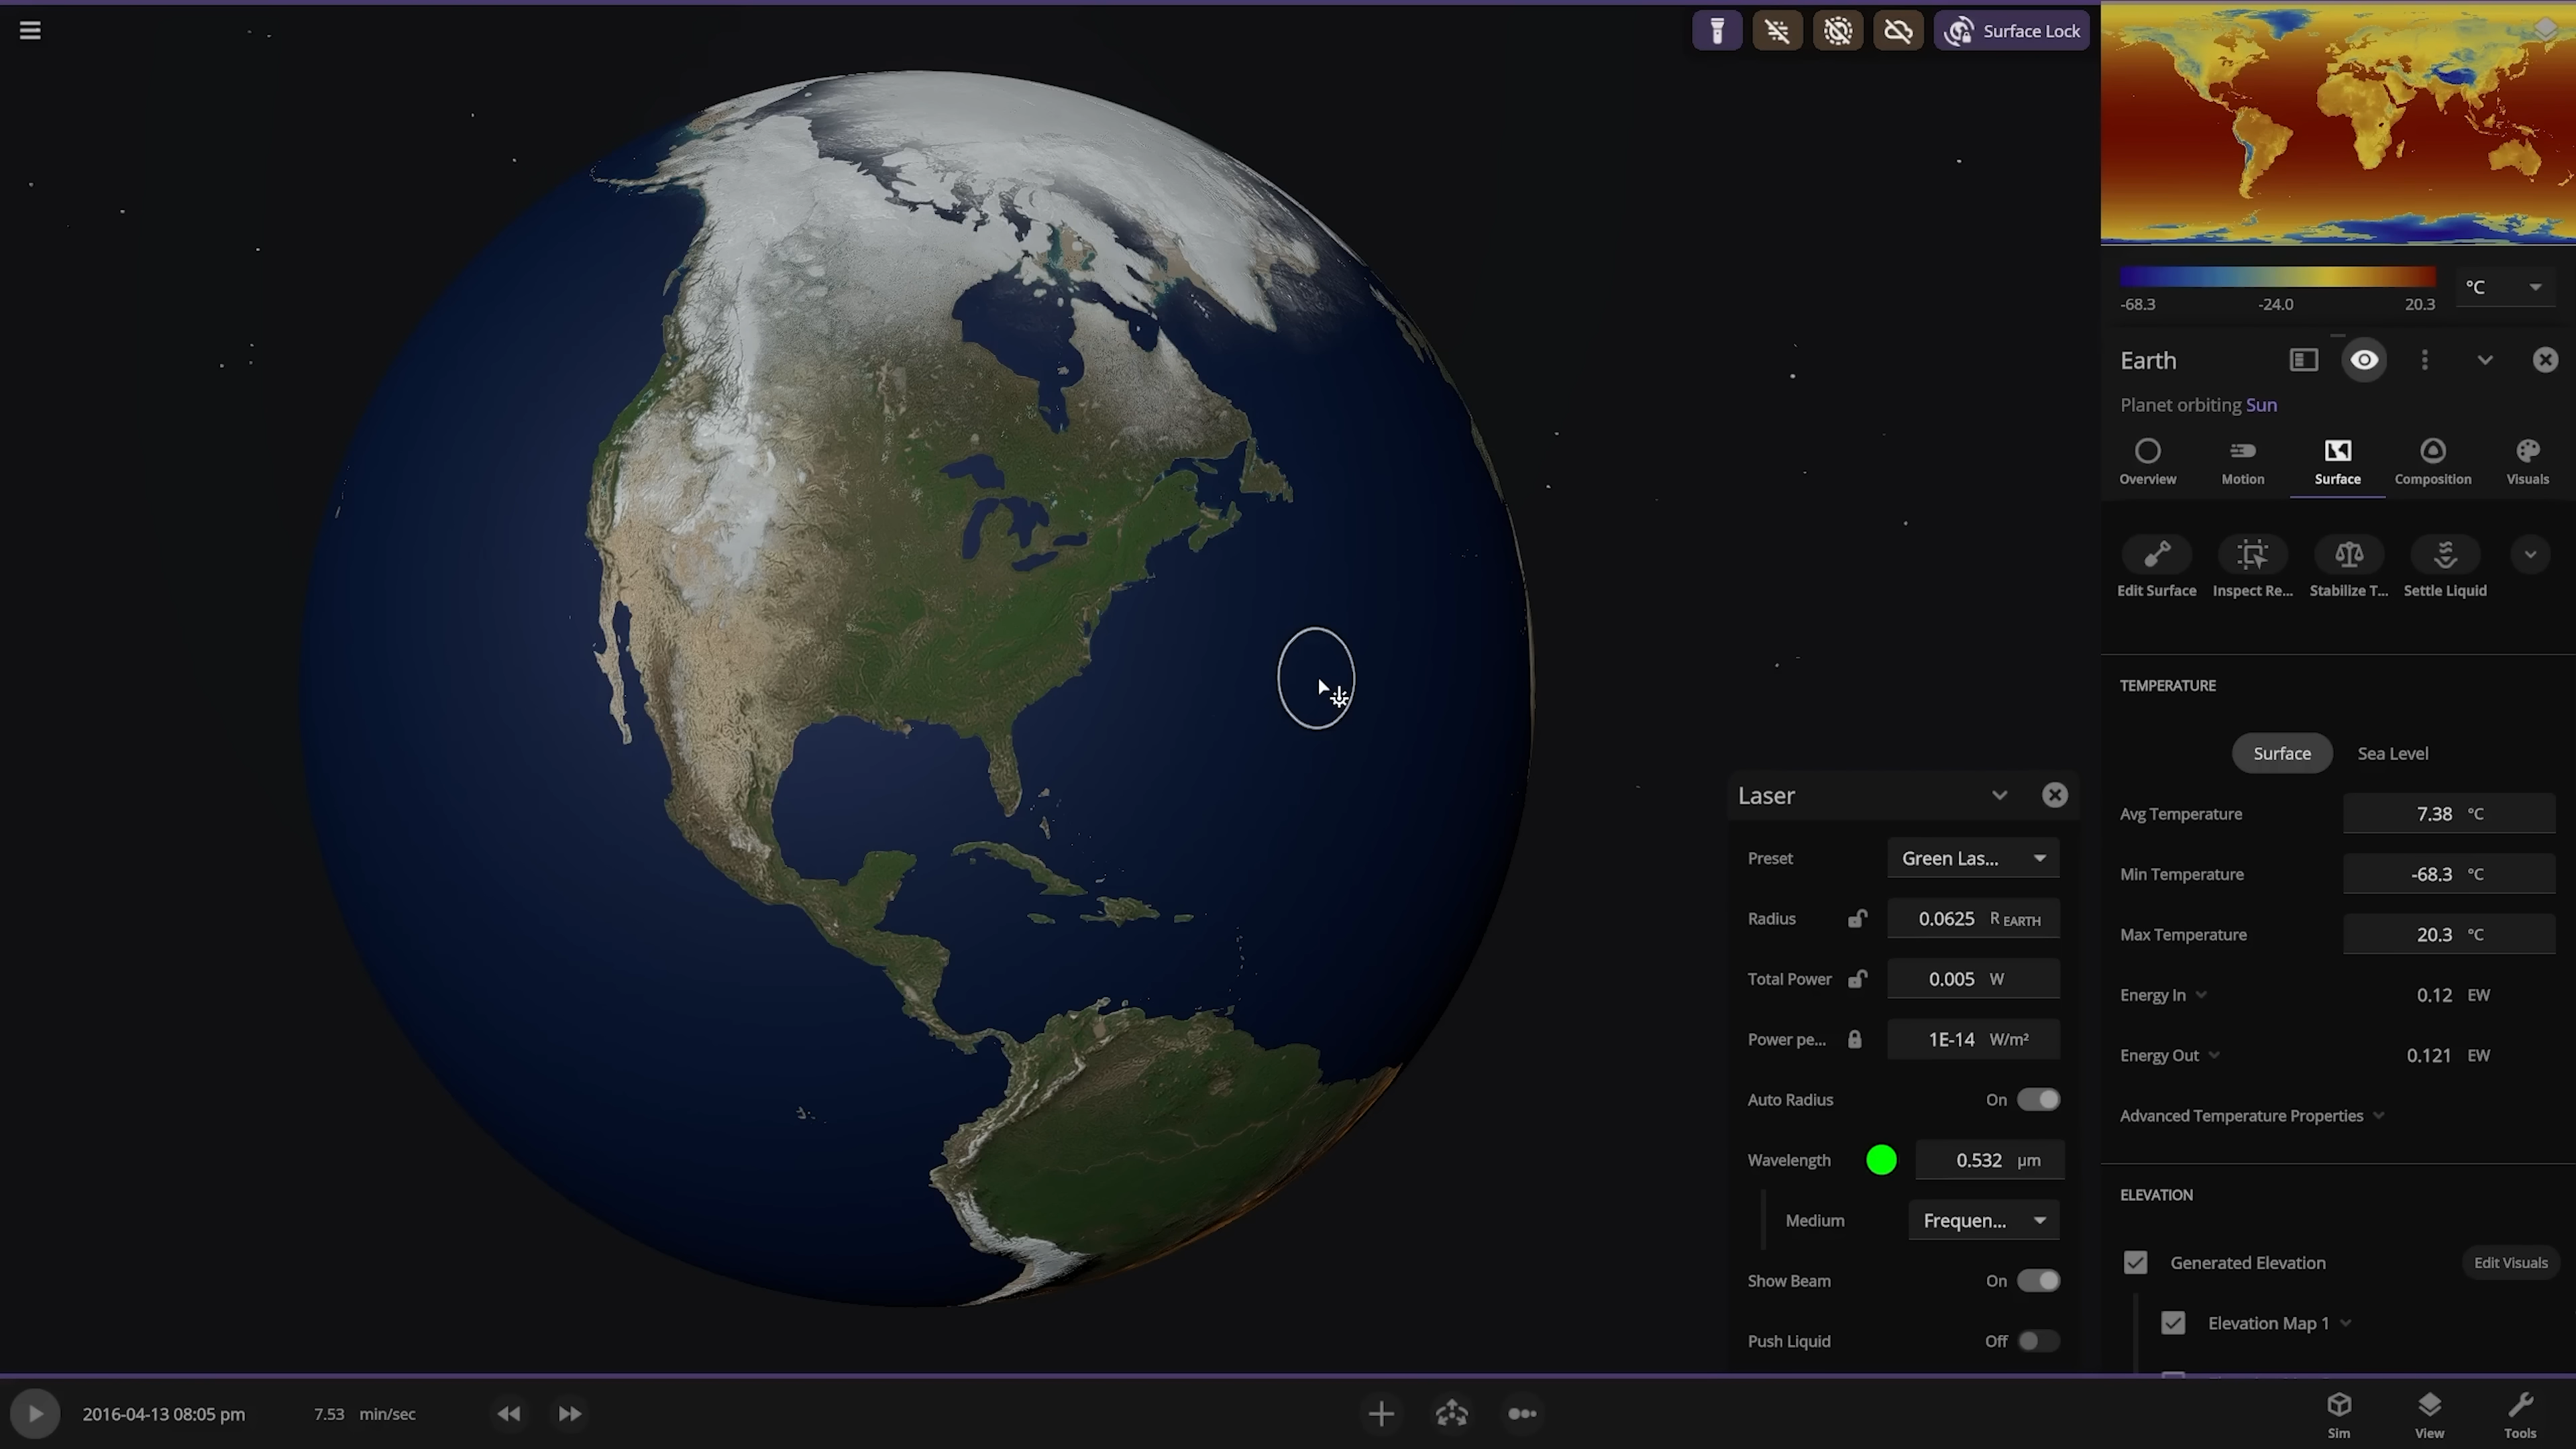 Surface Lock
-68.3 -24.0 20.3 °C
Earth
Planet orbiting Sun
Overview Motion Surface Composition Visuals
Edit Surface Inspect Re... Stabilize T... Settle Liquid
TEMPERATURE
Surface Sea Level
Avg Temperature 7.38 °C
Min Temperature -68.3 °C
Max Temperature 20.3 °C
Energy In 0.12 EW
Energy Out 0.121 EW
Advanced Temperature Properties
ELEVATION
Generated Elevation Edit Visuals
Elevation Map 1
Laser
Preset Green Las...
Radius 0.0625 R EARTH
Total Power 0.005 W
Power pe... 1E-14 W/m²
Auto Radius On
Wavelength 0.532 µm
Medium Frequen...
Show Beam On
Push Liquid Off
2016-04-13 08:05 pm 7.53 min/sec
Sim View Tools